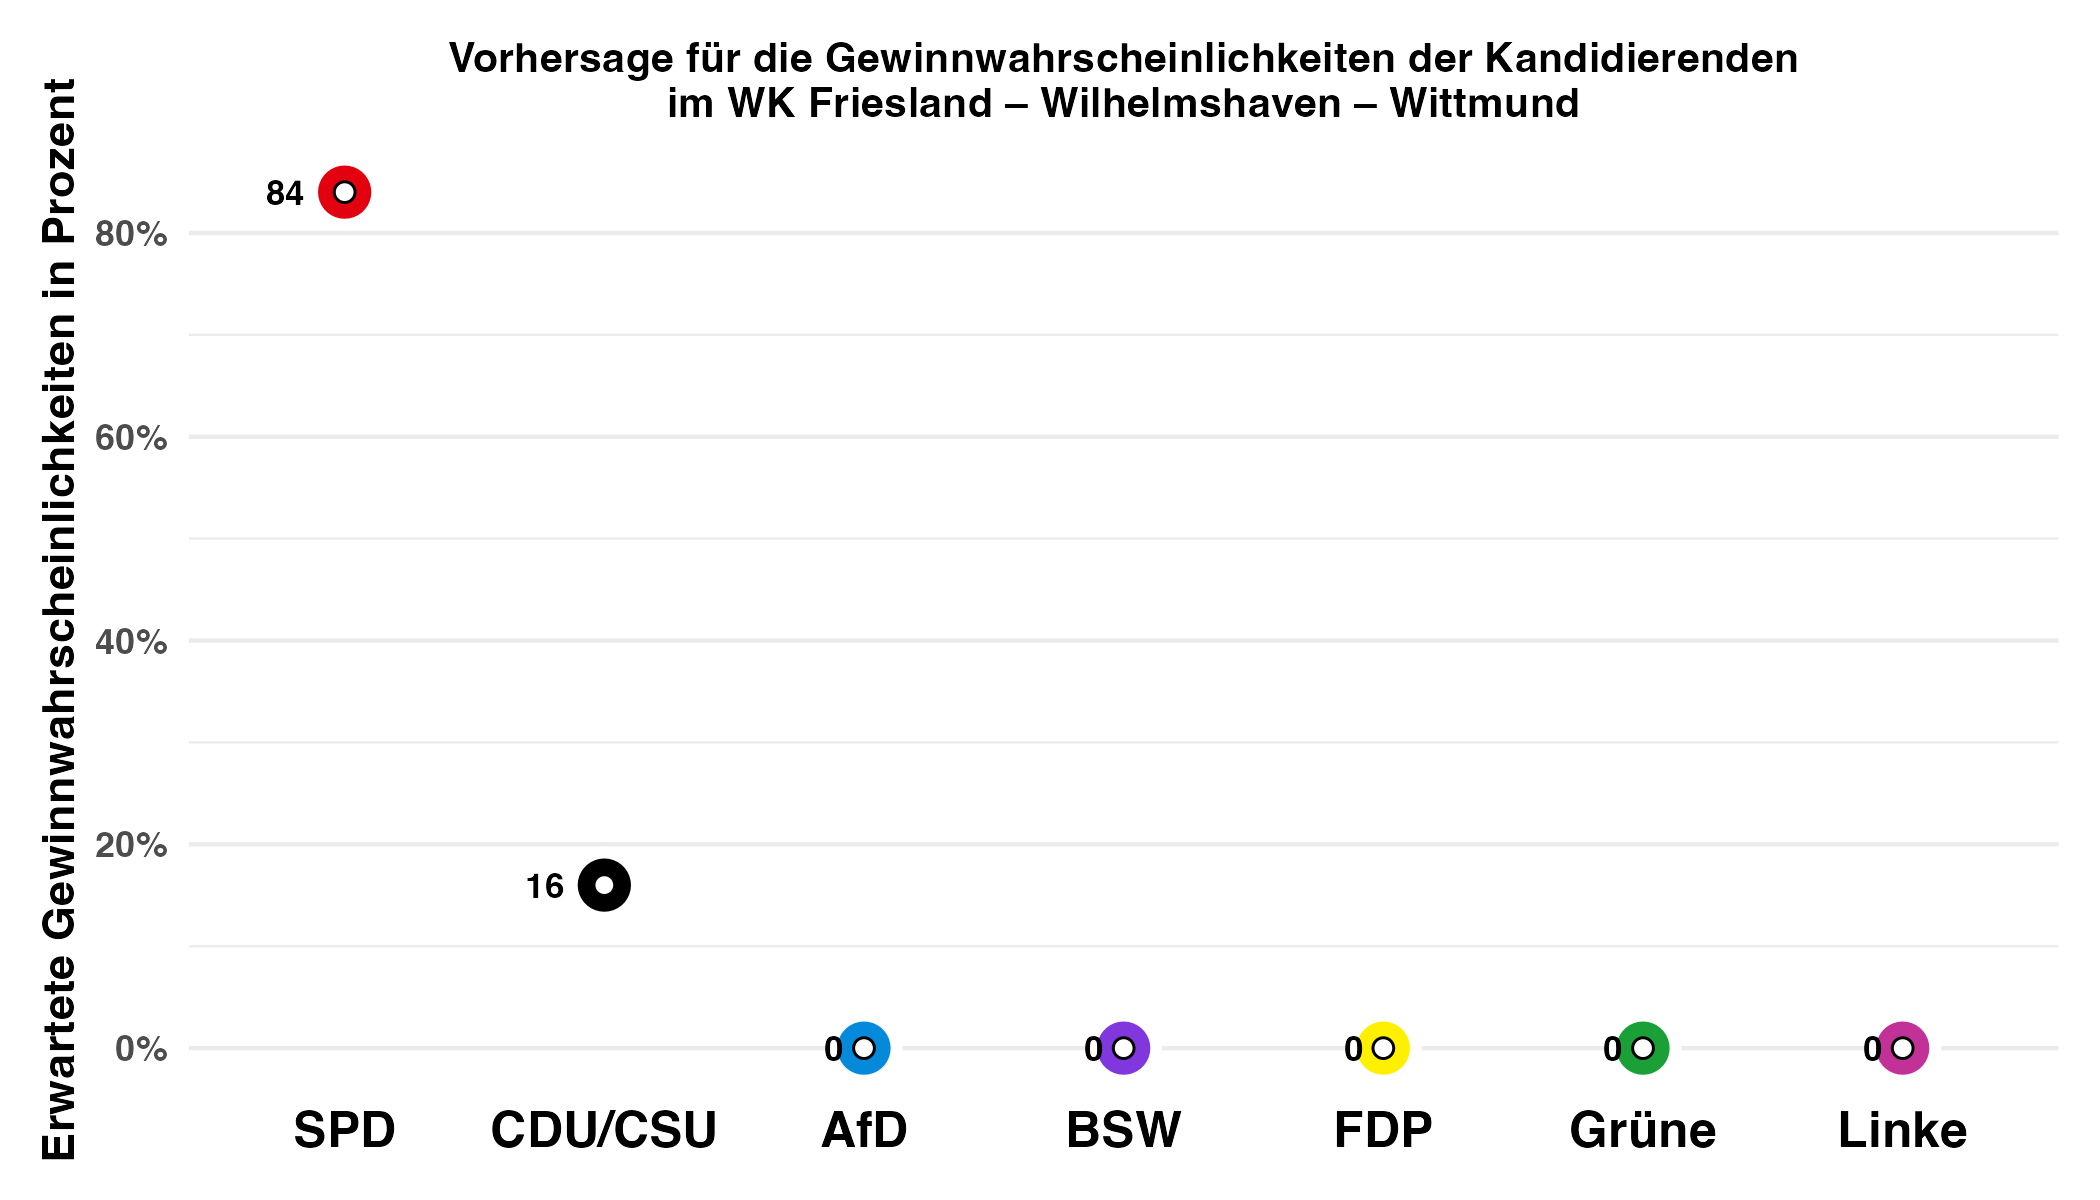 Vorhersage für die Gewinnwahrscheinlichkeiten der Kandidierenden
im WK Friesland – Wilhelmshaven – Wittmund
Erwartete Gewinnwahrscheinlichkeiten in Prozent
80%
60%
40%
20%
0%
84
16
0
0
0
0
0
SPD
CDU/CSU
AfD
BSW
FDP
Grüne
Linke